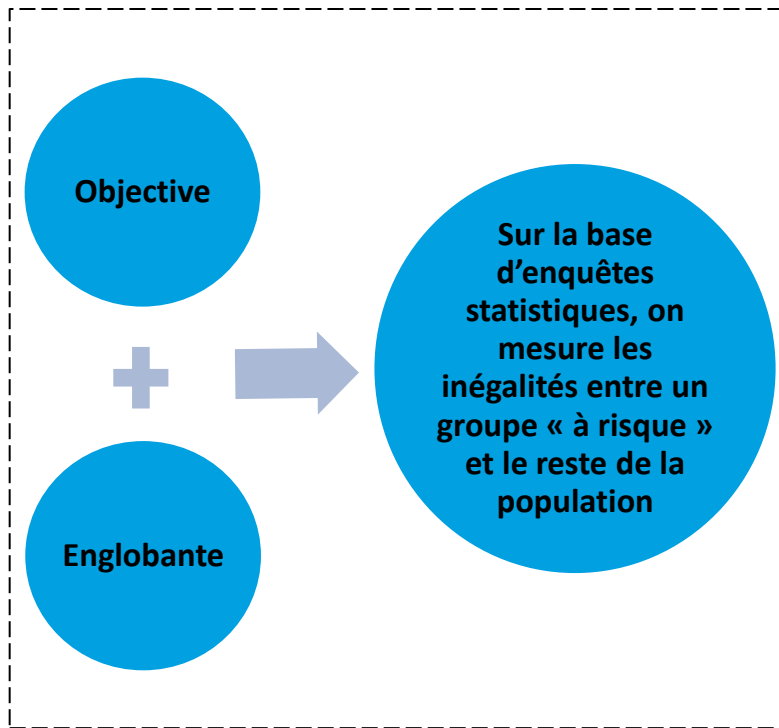 Objective
Englobante
Sur la base
d’enquêtes
statistiques, on
mesure les
inégalités entre un
groupe « à risque »
et le reste de la
population